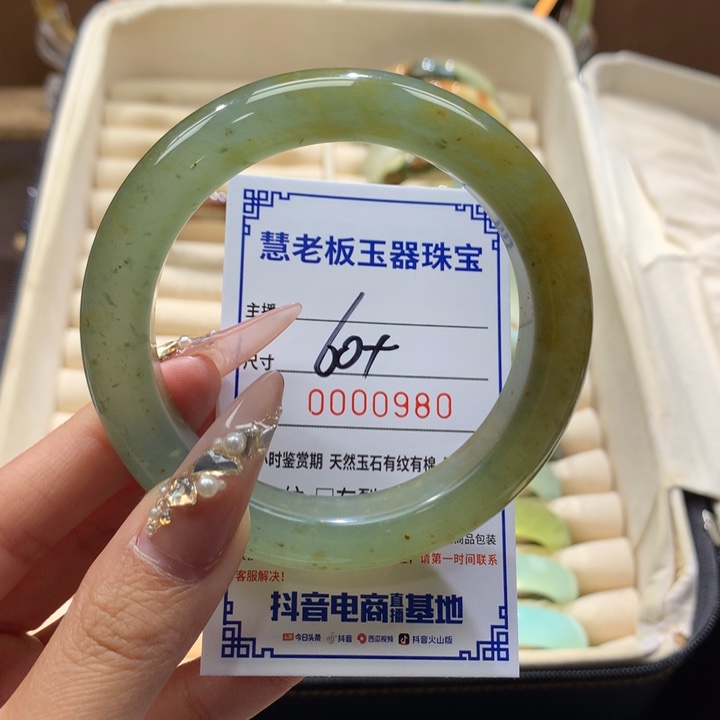 慧老板玉器珠宝
主播
尺寸 60+
0000980
小时鉴赏期 天然玉石有纹有棉
商品包装
请第一时间联系
客服解决!
抖音电商直播基地
今日头条 抖音 西瓜视频 抖音火山版